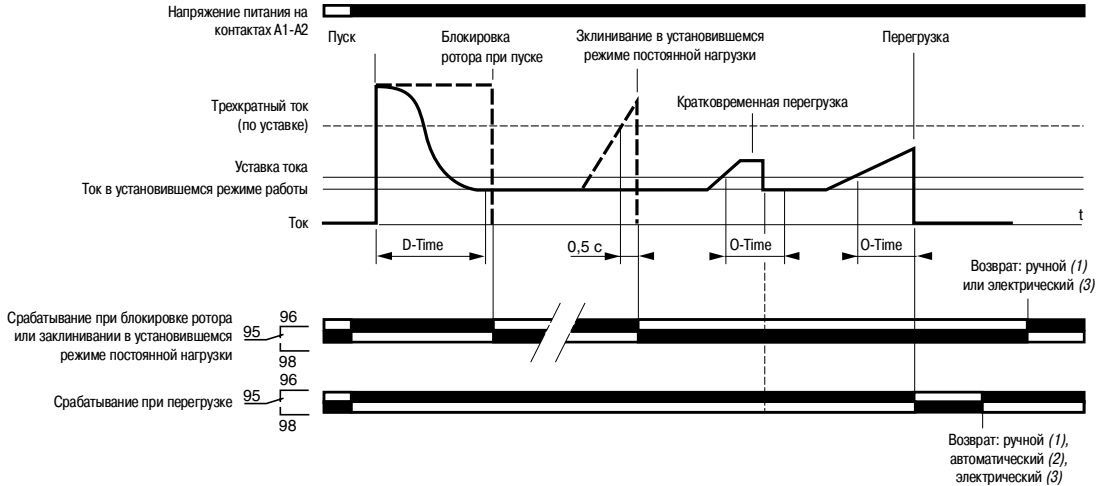 Напряжение питания на
контактах A1-A2
Пуск
Блокировка
ротора при пуске
Зклинивание в установившемся
режиме постоянной нагрузки
Перегрузка
Трехкратный ток
(по уставке)
Кратковременная перегрузка
Уставка тока
Ток в установившемся режиме работы
Ток
t
D-Time
0,5 с
O-Time
O-Time
Возврат: ручной (1)
или электрический (3)
Срабатывание при блокировке ротора
или заклинивании в установившемся
режиме постоянной нагрузки
95
96
98
Срабатывание при перегрузке
95
96
98
Возврат: ручной (1),
автоматический (2),
электрический (3)